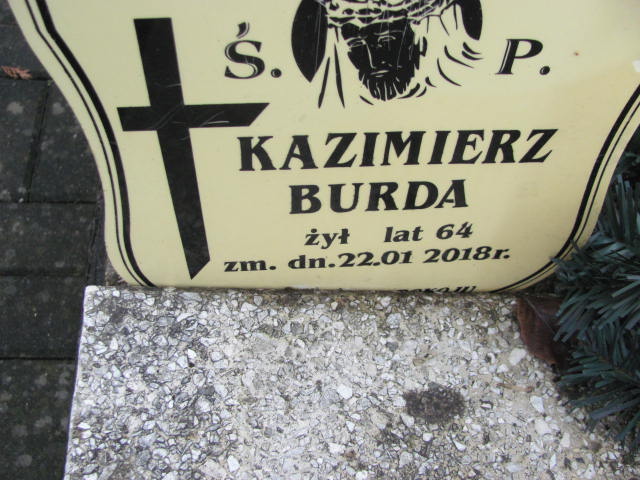 Ś. P.
KAZIMIERZ
BURDA
żył lat 64
zm. dn.22.01 2018r.